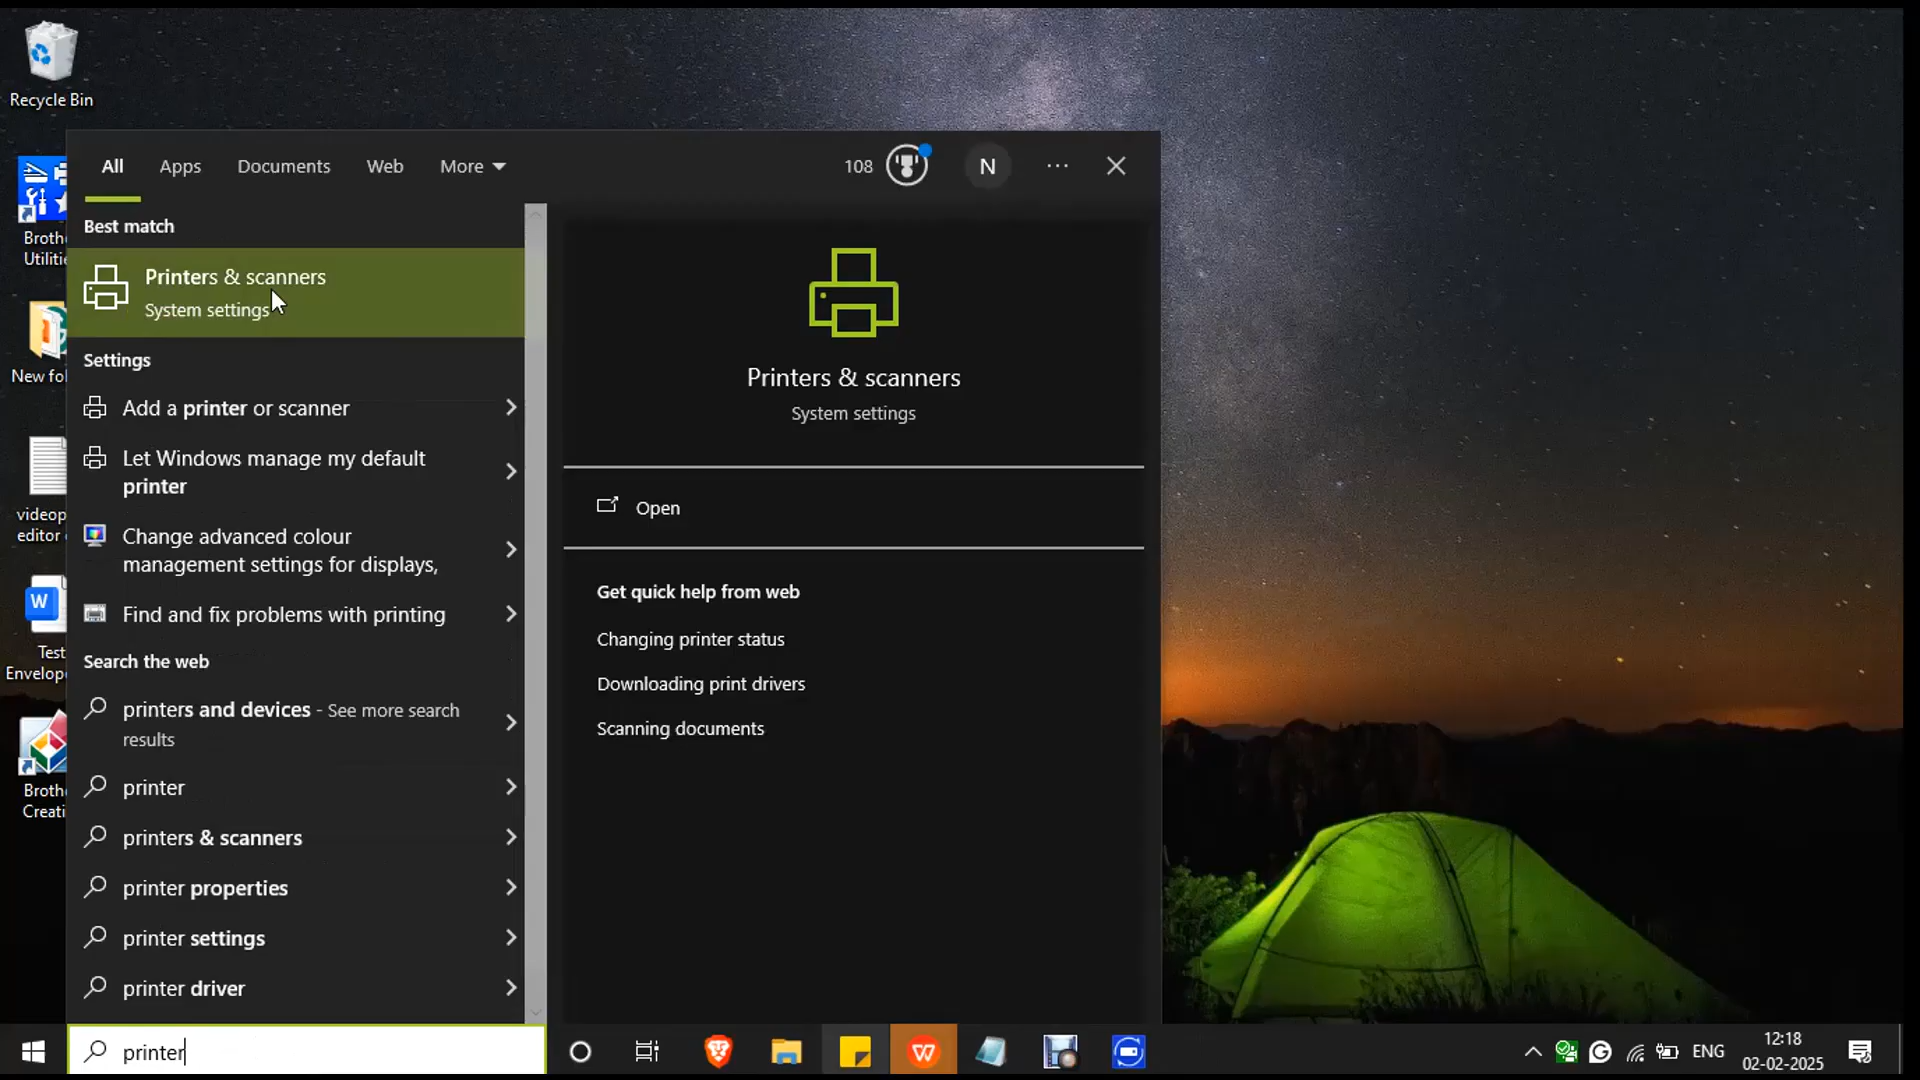 Recycle Bin
Broth
Utilitie
New fol
videop
editor
Test
Envelop
Broth
Creati
All
Apps
Documents
Web
More
108
N
Best match
Printers & scanners
System settings
Settings
Add a printer or scanner
Let Windows manage my default
printer
Change advanced colour
management settings for displays,
Find and fix problems with printing
Search the web
printers and devices - See more search
results
printer
printers & scanners
printer properties
printer settings
printer driver
Printers & scanners
System settings
Open
Get quick help from web
Changing printer status
Downloading print drivers
Scanning documents
printer
ENG
12:18
02-02-2025